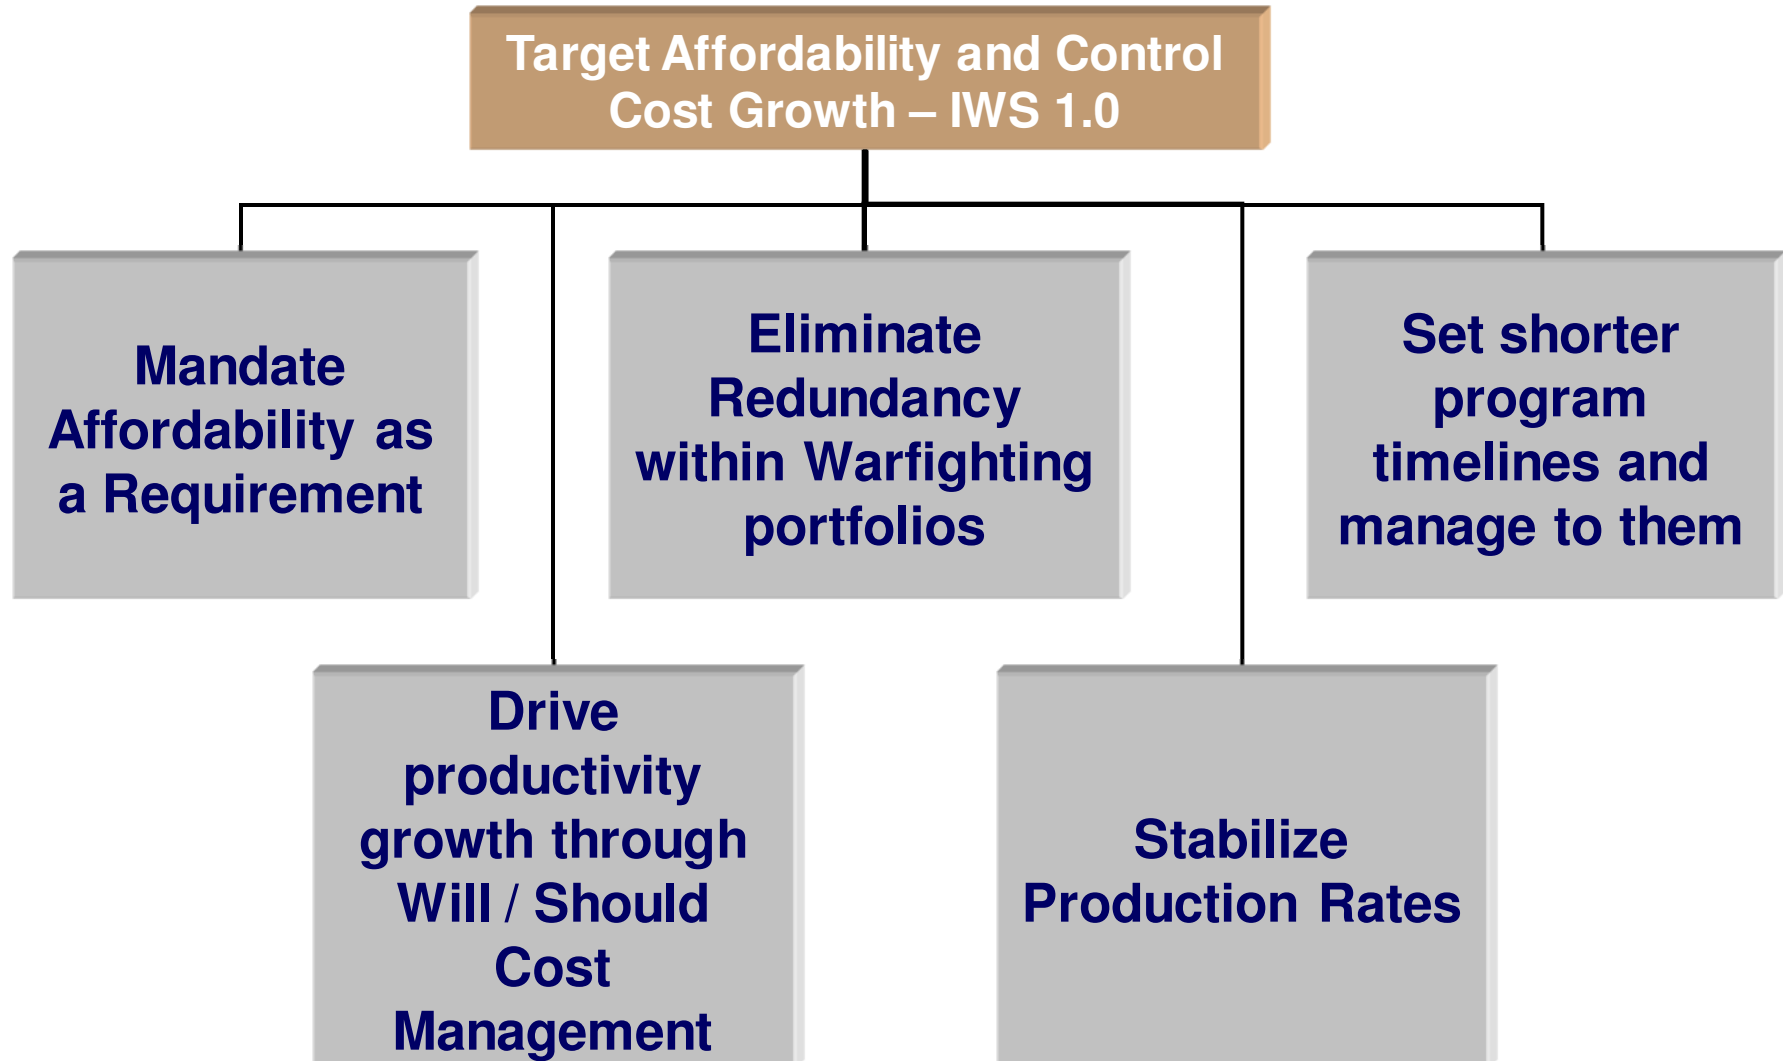 Target Affordability and Control
Cost Growth – IWS 1.0
Mandate
Affordability as
a Requirement
Eliminate
Redundancy
within Warfighting
portfolios
Set shorter
program
timelines and
manage to them
Drive
productivity
growth through
Will / Should
Cost
Management
Stabilize
Production Rates